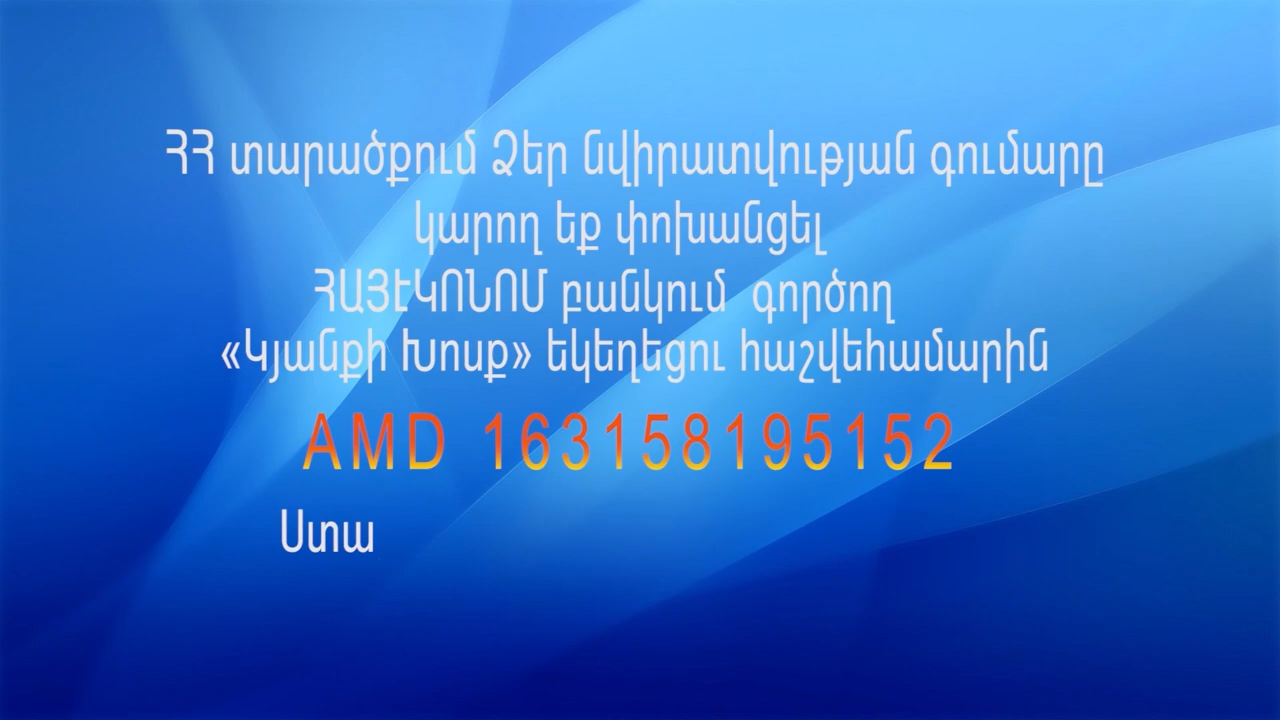 ՀՀ տարածքում Ձեր նվիրատվության գումարը
կարող եք փոխանցել
ՀԱՅԷԿՈՆՈՄ բանկում գործող
«Կյանքի Խոսք» եկեղեցու հաշվեհամարին
AMD 163158195152
Ստա